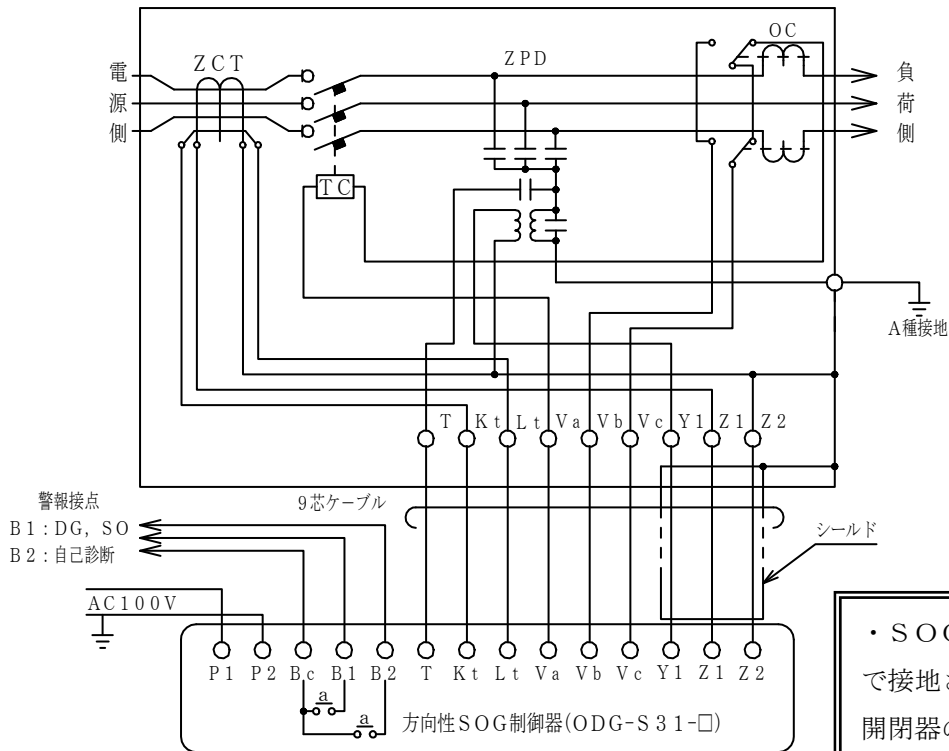 ZCT
ZPD
OC
電
源
側
負
荷
側
TC
A種接地
T Kt Lt Va Vb Vc Y1 Z1 Z2
警報接点
B1:DG, SO
B2:自己診断
9芯ケーブル
シールド
AC100V
P1 P2 Bc B1 B2 T Kt Lt Va Vb Vc Y1 Z1 Z2
a
a
方向性SOG制御器(ODG-S31-□)
・SOG
で接地
開閉器の